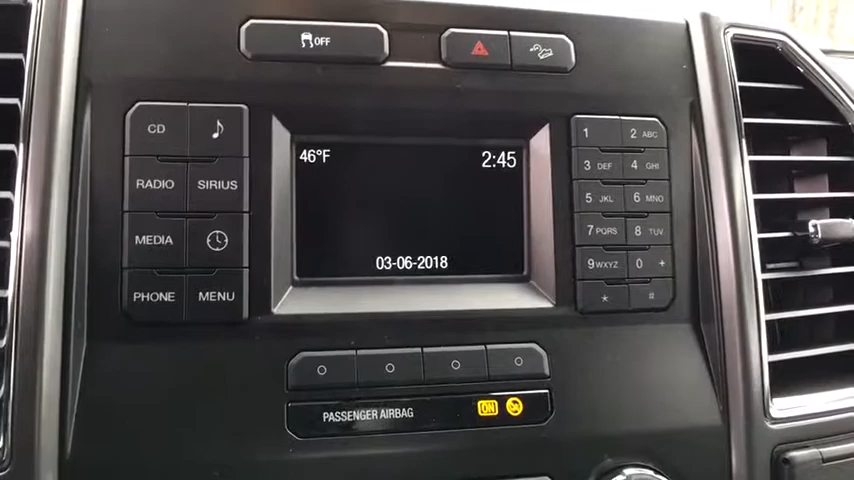 OFF
CD
RADIO SIRIUS
MEDIA
PHONE MENU
46°F 2:45
03-06-2018
1 2 ABC
3 DEF 4 GHI
5 JKL 6 MNO
7 PQRS 8 TUV
9 WXYZ 0 +
* #
PASSENGER AIRBAG ON